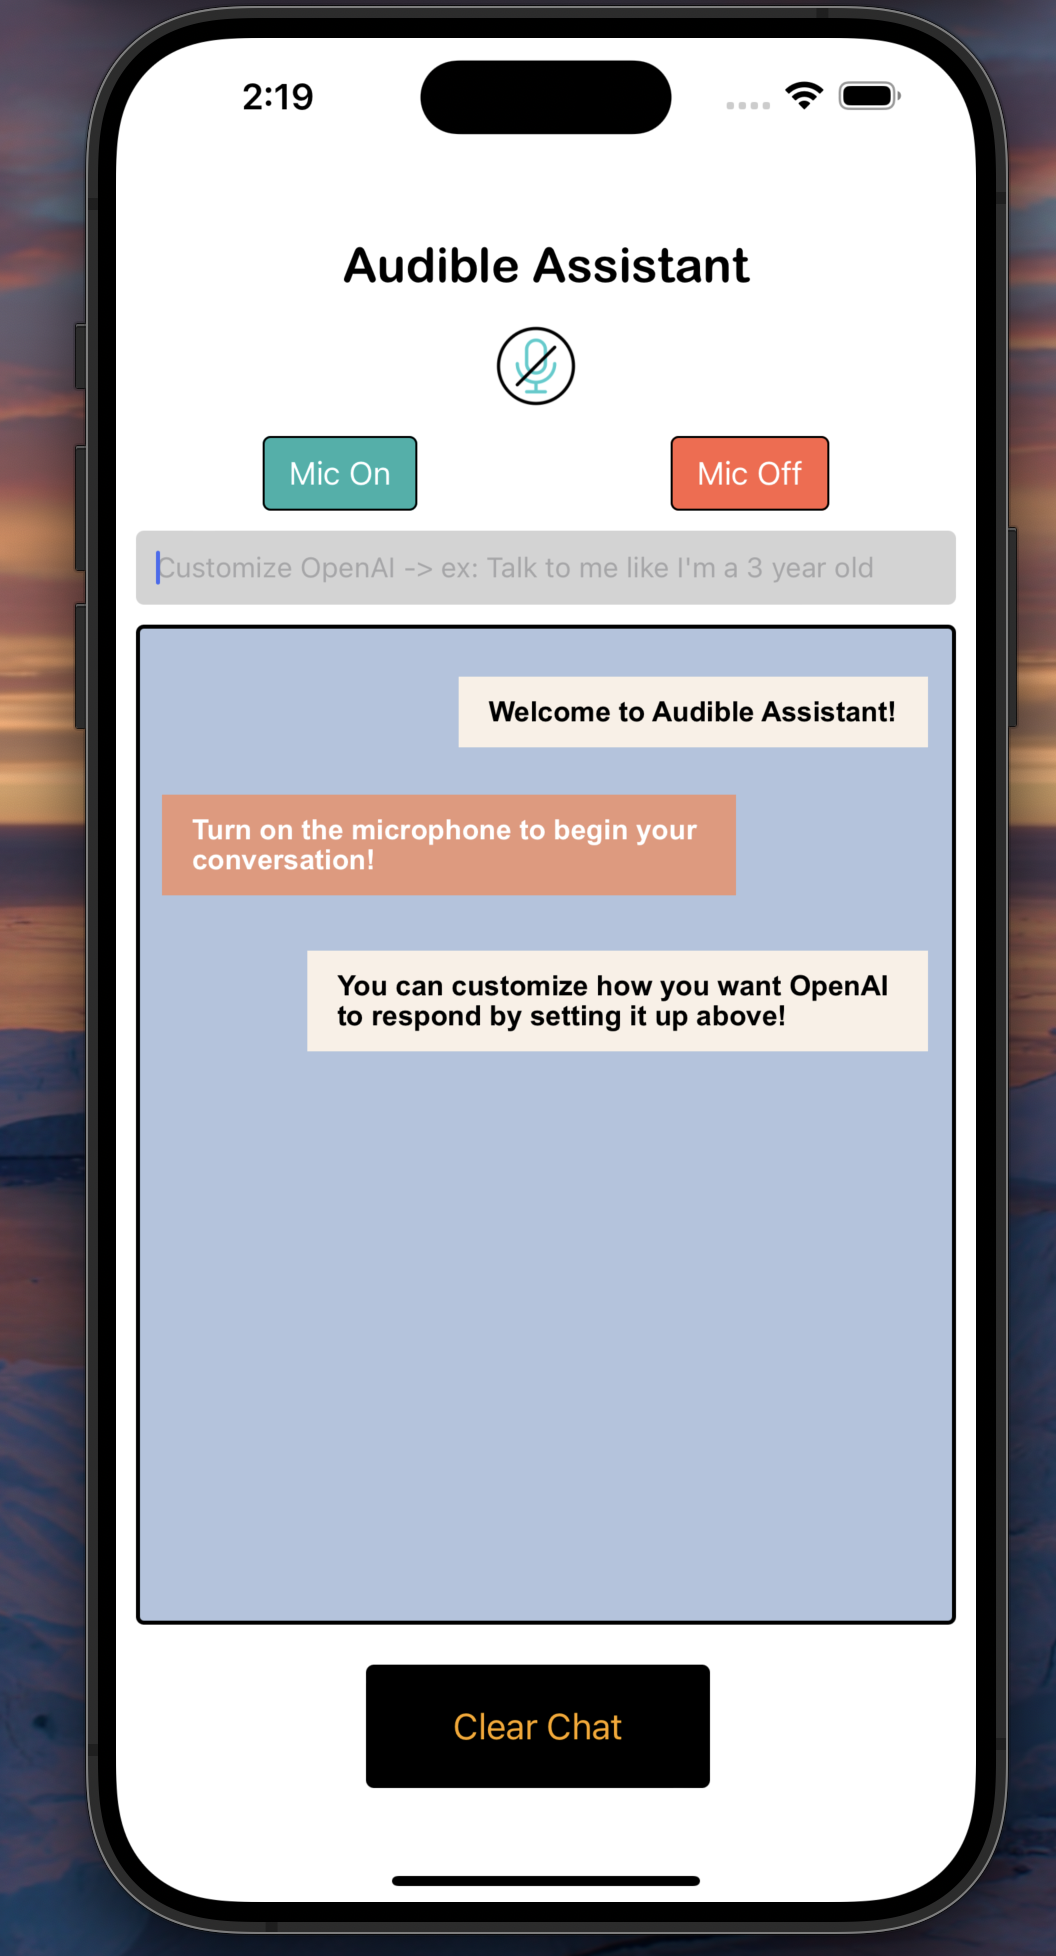 2:19
Audible Assistant
Mic On
Mic Off
Customize OpenAI -> ex: Talk to me like I'm a 3 year old
Welcome to Audible Assistant!
Turn on the microphone to begin your
conversation!
You can customize how you want OpenAI
to respond by setting it up above!
Clear Chat